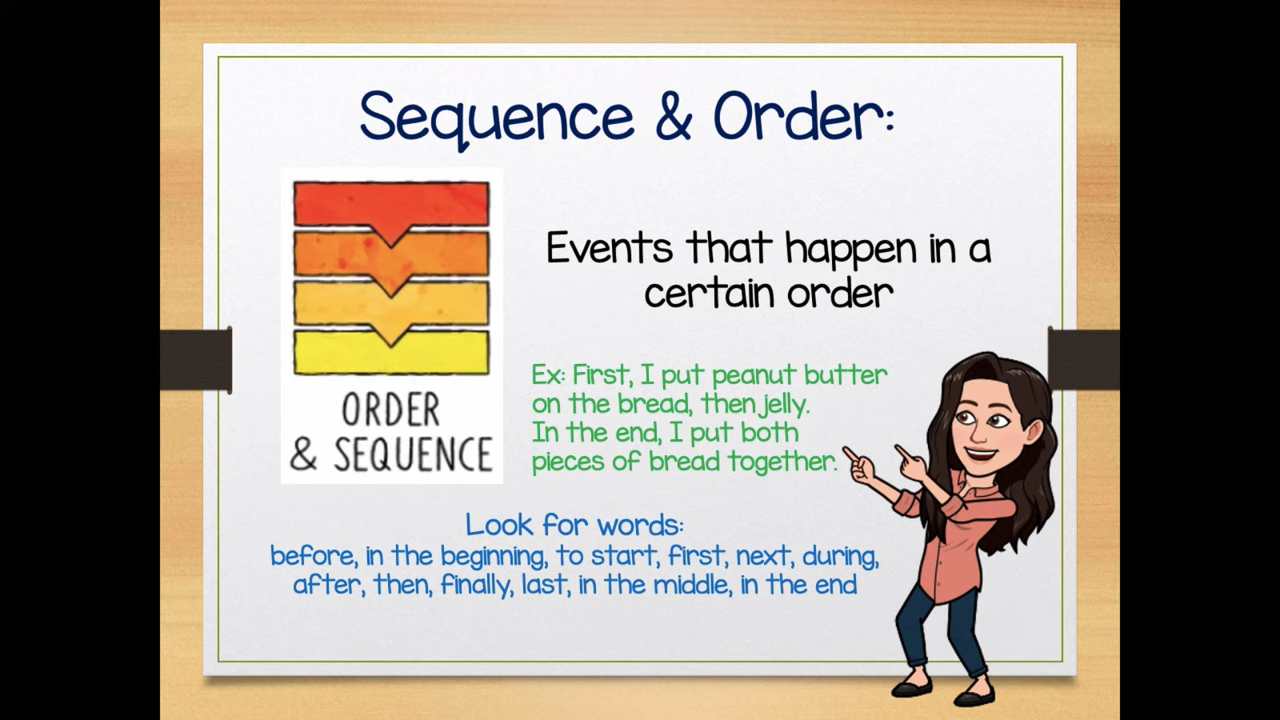 Sequence & Order:
ORDER
& SEQUENCE
Events that happen in a
certain order
Ex: First, I put peanut butter
on the bread, then jelly.
In the end, I put both
pieces of bread together.
Look for words:
before, in the beginning, to start, first, next, during,
after, then, finally, last, in the middle, in the end